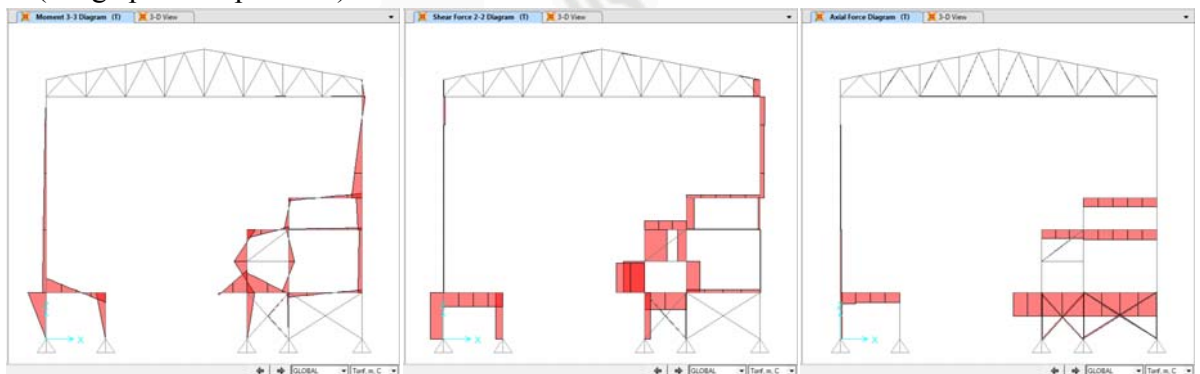 Moment 3-3 Diagram (T)
3-D View
Shear Force 2-2 Diagram (T)
3-D View
Axial Force Diagram (T)
3-D View
X
X
X
GLOBAL
Tonf, m, C
GLOBAL
Tonf, m, C
GLOBAL
Tonf, m, C